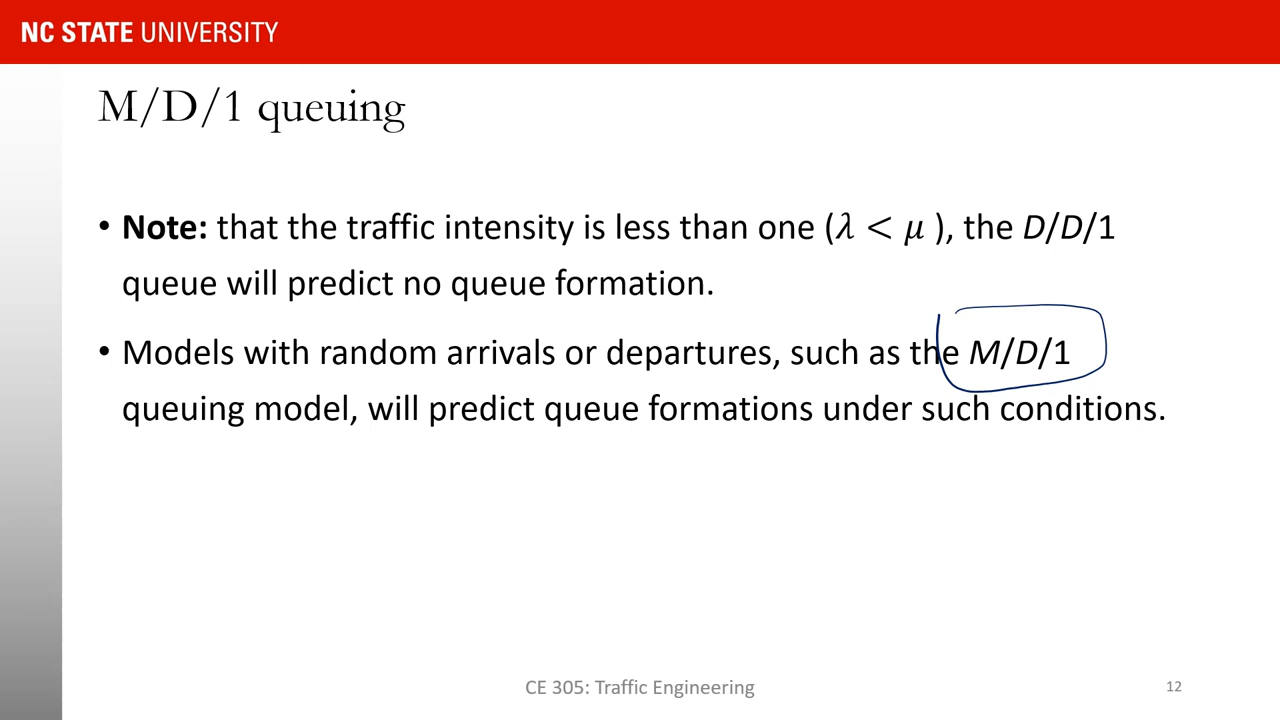 NC STATE UNIVERSITY
M/D/1 queuing
• Note: that the traffic intensity is less than one (λ < μ ), the D/D/1
queue will predict no queue formation.
• Models with random arrivals or departures, such as the M/D/1
queuing model, will predict queue formations under such conditions.
CE 305: Traffic Engineering
12